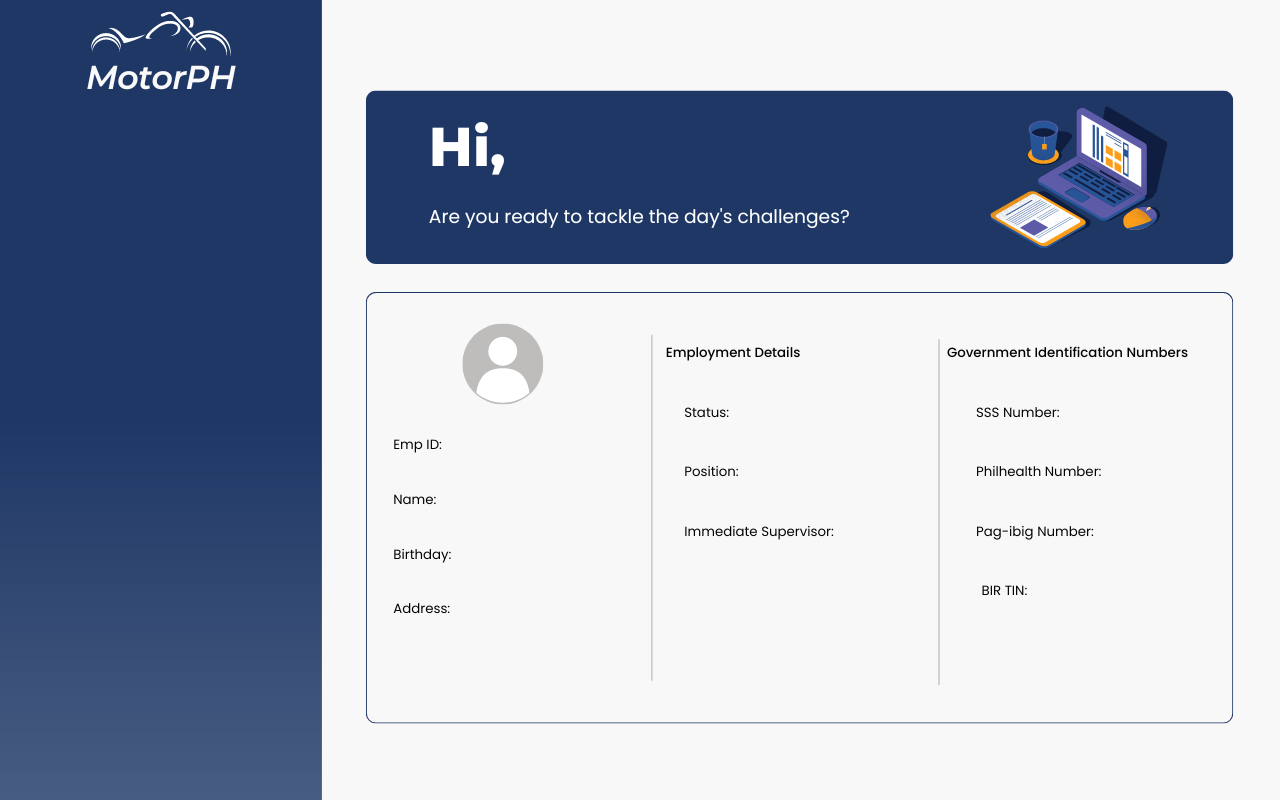 MotorPH
Hi,
Are you ready to tackle the day's challenges?
Emp ID:
Name:
Birthday:
Address:
Employment Details
Status:
Position:
Immediate Supervisor:
Government Identification Numbers
SSS Number:
Philhealth Number:
Pag-ibig Number:
BIR TIN: